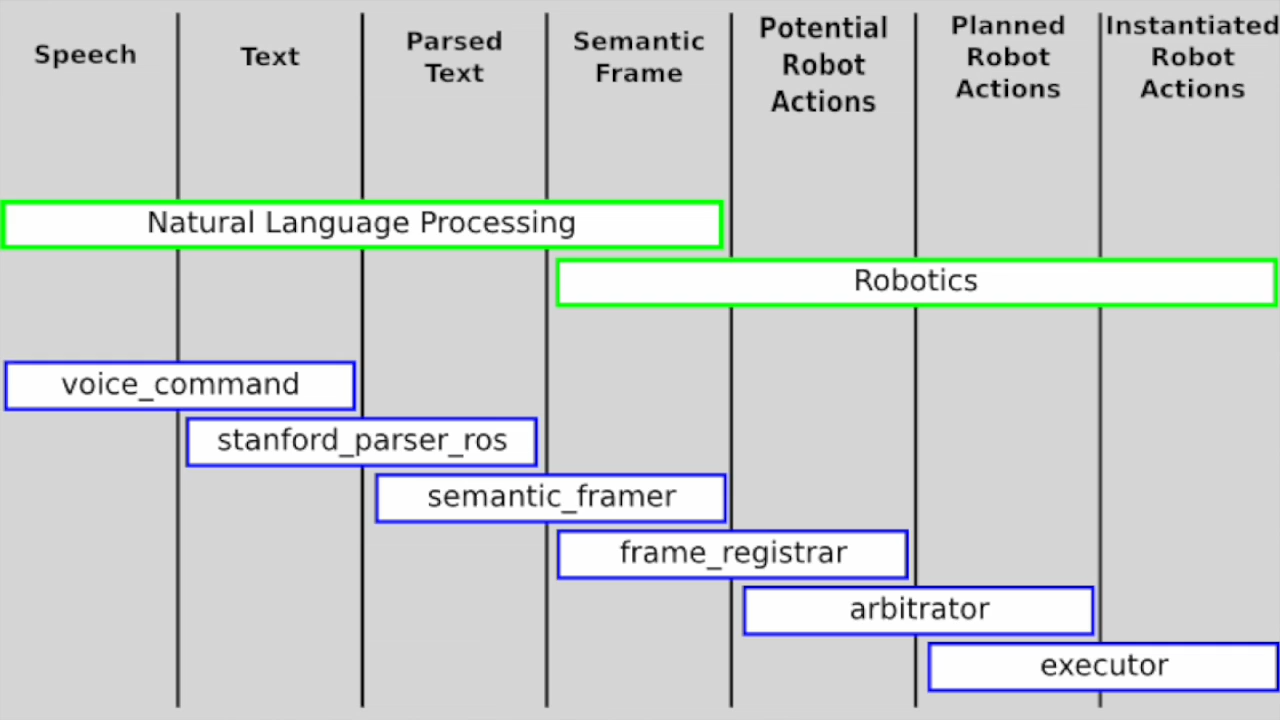 Speech
Text
Parsed
Text
Semantic
Frame
Potential
Robot
Actions
Planned
Robot
Actions
Instantiated
Robot
Actions
Natural Language Processing
Robotics
voice_command
stanford_parser_ros
semantic_framer
frame_registrar
arbitrator
executor